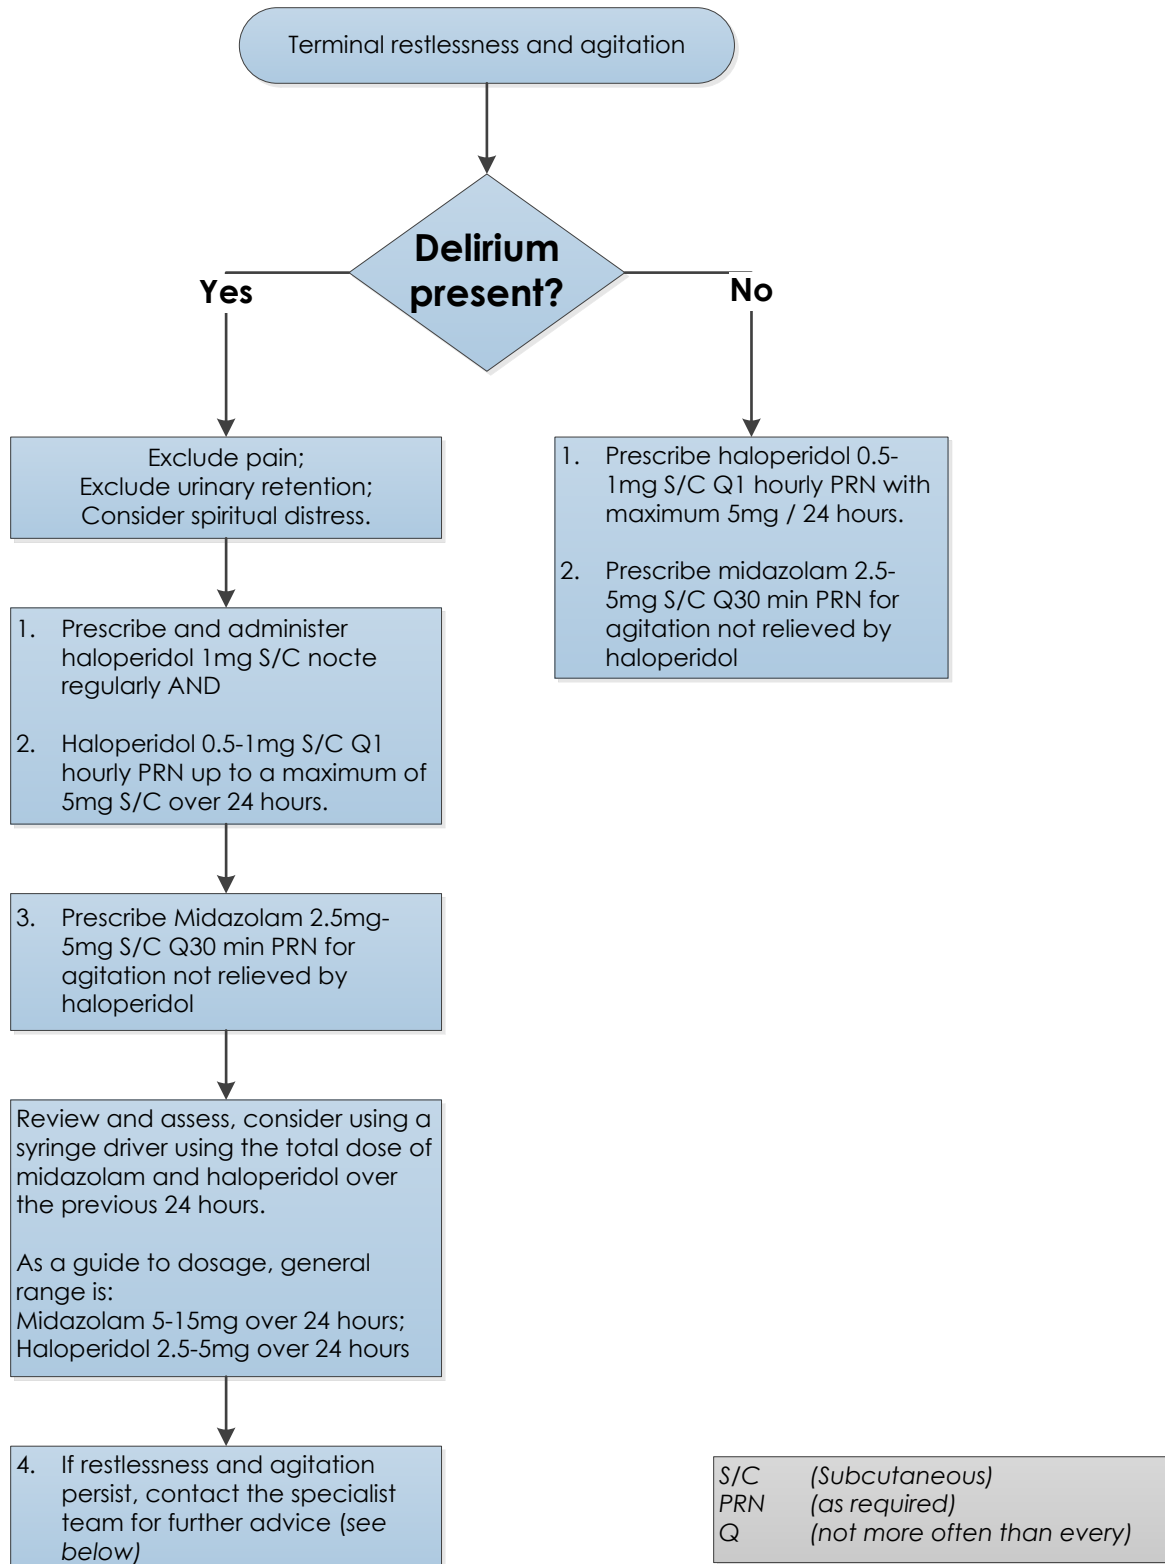 Terminal restlessness and agitation
Delirium
present?
Yes
No
Exclude pain;
Exclude urinary retention;
Consider spiritual distress.
1. Prescribe and administer
haloperidol 1mg S/C nocte
regularly AND
2. Haloperidol 0.5-1mg S/C Q1
hourly PRN up to a maximum of
5mg S/C over 24 hours.
3. Prescribe Midazolam 2.5mg-
5mg S/C Q30 min PRN for
agitation not relieved by
haloperidol
Review and assess, consider using a
syringe driver using the total dose of
midazolam and haloperidol over
the previous 24 hours.
As a guide to dosage, general
range is:
Midazolam 5-15mg over 24 hours;
Haloperidol 2.5-5mg over 24 hours
4. If restlessness and agitation
persist, contact the specialist
team for further advice (see
below)
1. Prescribe haloperidol 0.5-
1mg S/C Q1 hourly PRN with
maximum 5mg / 24 hours.
2. Prescribe midazolam 2.5-
5mg S/C Q30 min PRN for
agitation not relieved by
haloperidol
S/C (Subcutaneous)
PRN (as required)
Q (not more often than every)